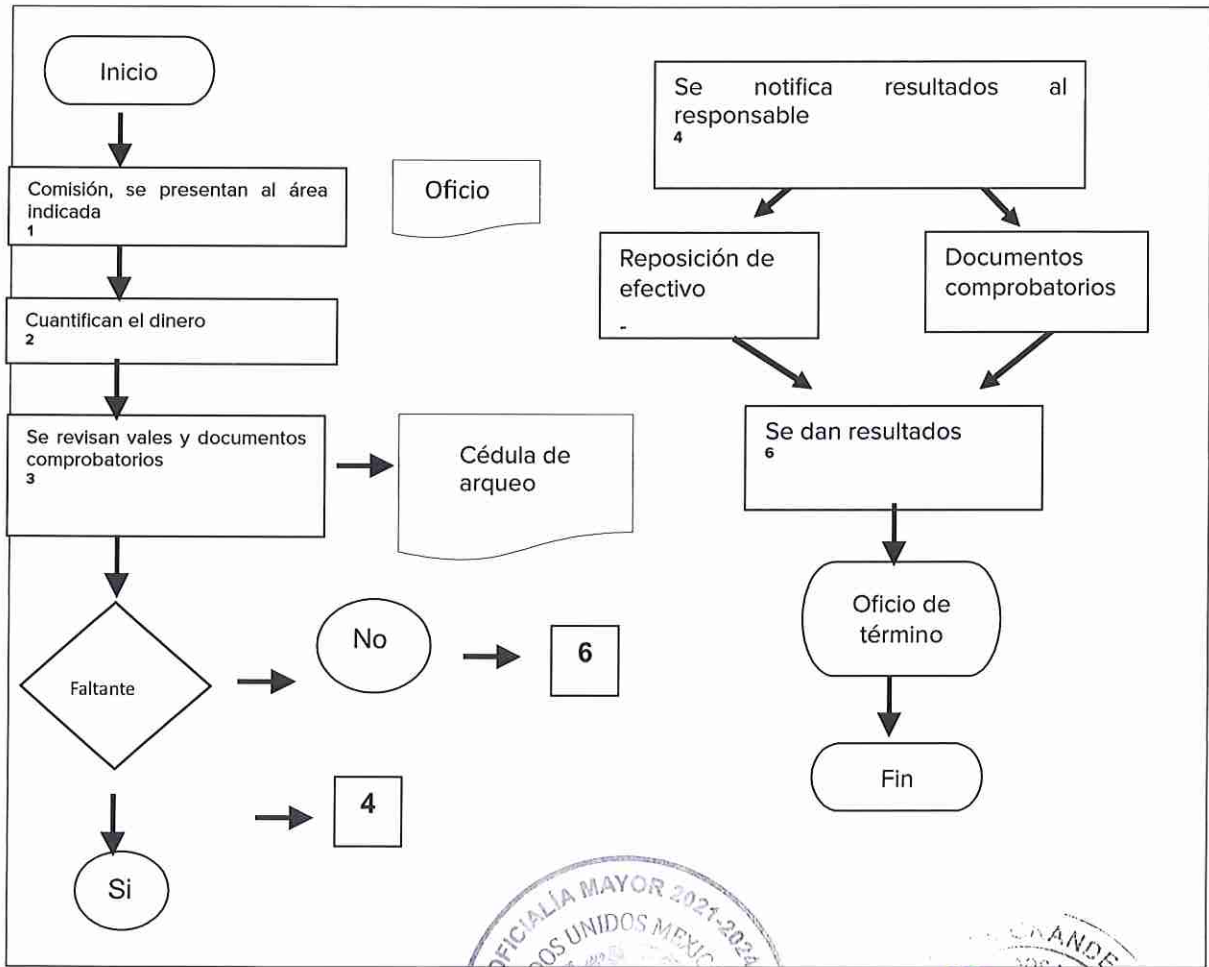 Inicio
Comisión, se presentan al área
indicada
1
Oficio
Cuantifican el dinero
2
Se revisan vales y documentos
comprobatorios
3
Cédula de
arqueo
Faltante
No
6
4
Si
Se notifica resultados al
responsable
4
Reposición de
efectivo
-
Documentos
comprobatorios
Se dan resultados
6
Oficio de
término
Fin
OFICIALÍA MAYOR 2021-2024
DOS UNIDOS MEXIC
GRANDE